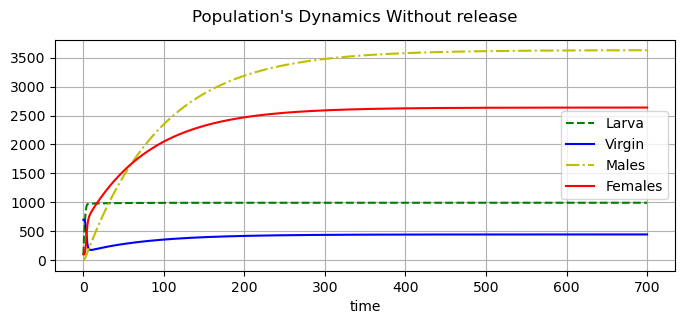 Population's Dynamics Without release
3500
3000
2500
2000
1500
1000
500
0
Larva
Virgin
Males
Females
0 100 200 300 400 500 600 700
time